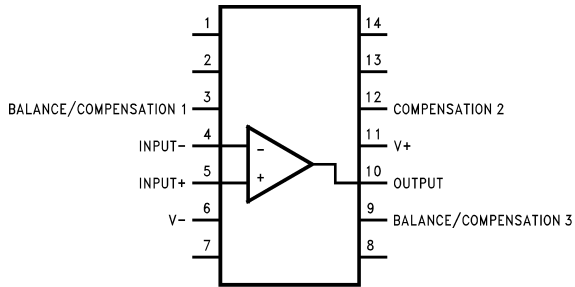 1 14
2 13
BALANCE/COMPENSATION 1 3 12 COMPENSATION 2
INPUT- 4 11 V+
-
INPUT+ 5 10 OUTPUT
+
V- 6 9 BALANCE/COMPENSATION 3
7 8